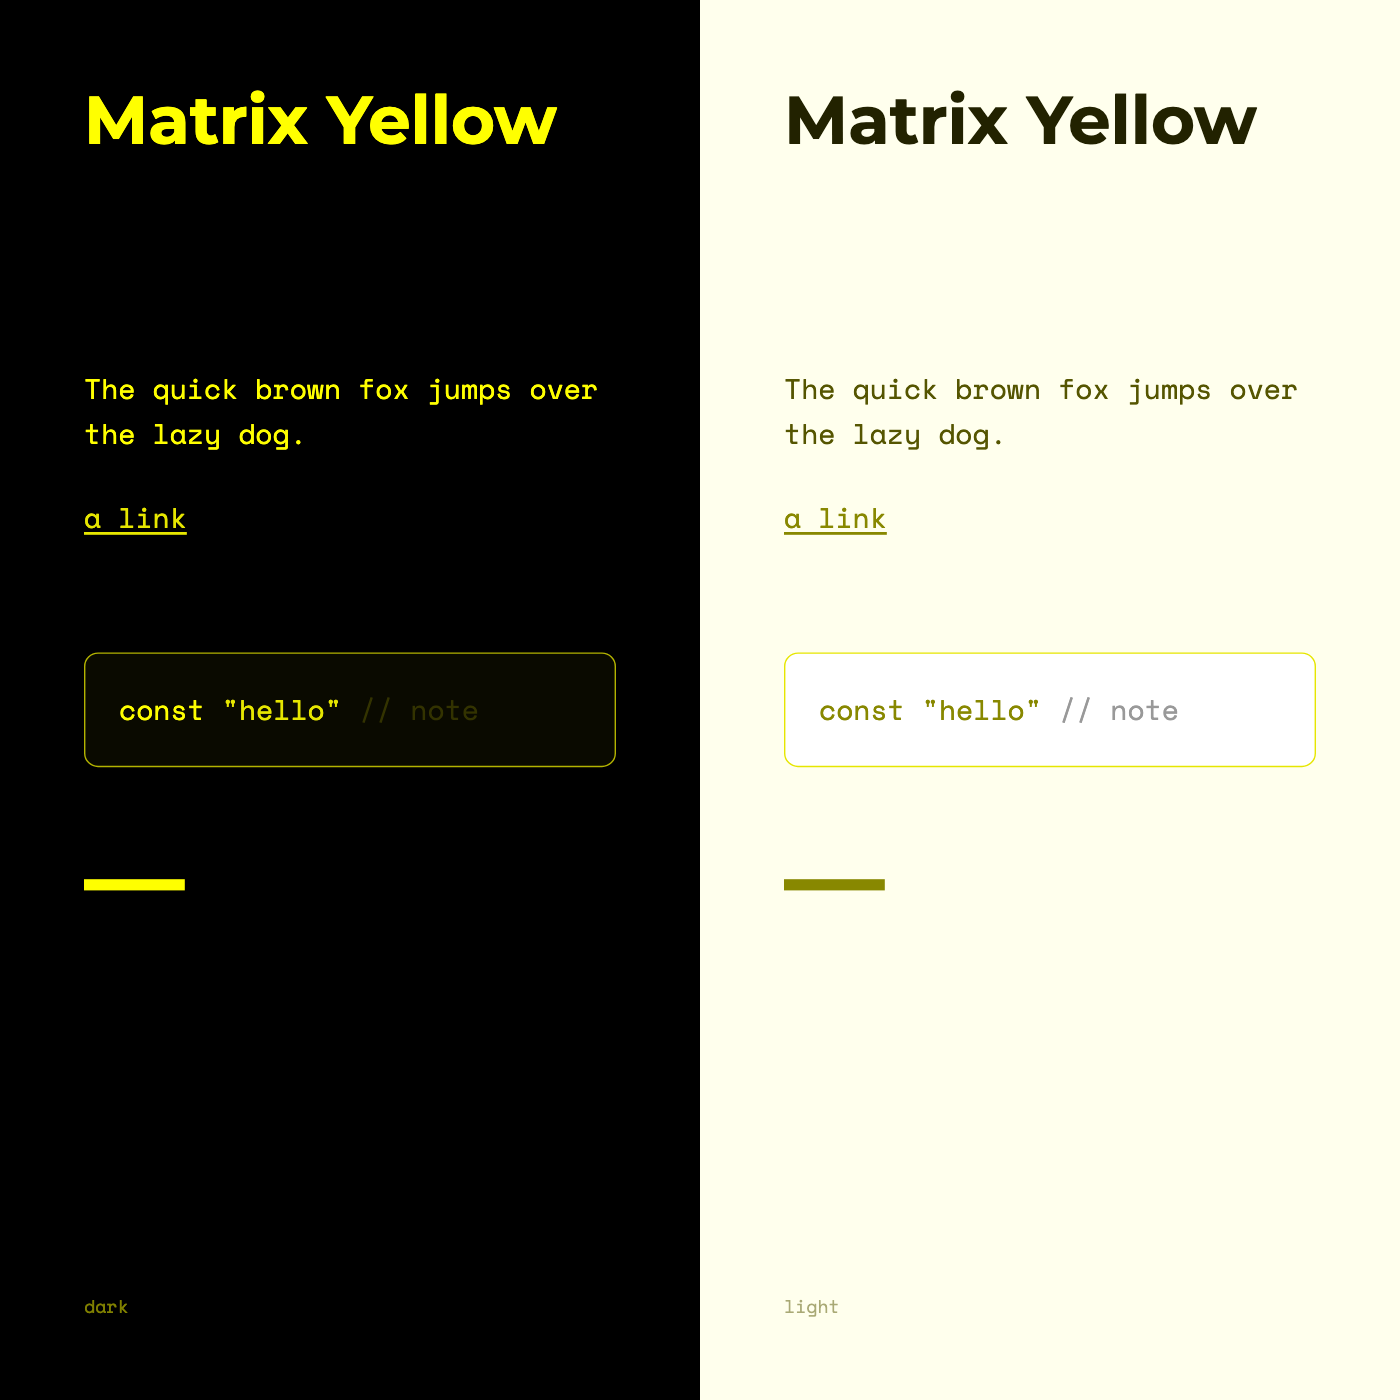 Matrix Yellow
The quick brown fox jumps over
the lazy dog.
a link
const "hello" // note
dark
Matrix Yellow
The quick brown fox jumps over
the lazy dog.
a link
const "hello" // note
light